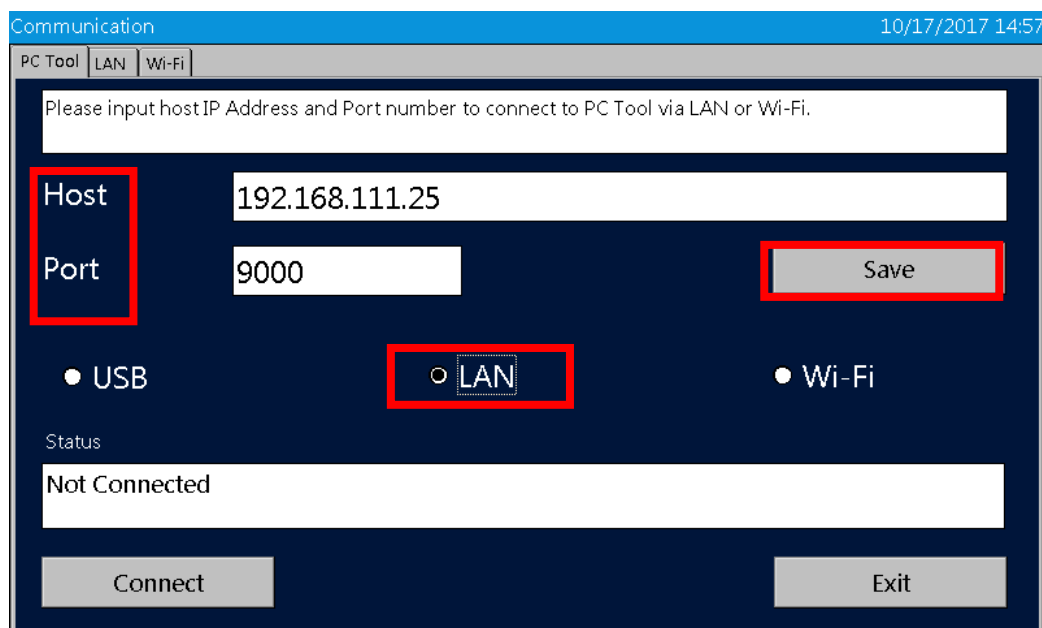 Communication 10/17/2017 14:57
PC Tool LAN Wi-Fi
Please input host IP Address and Port number to connect to PC Tool via LAN or Wi-Fi.
Host 192.168.111.25
Port 9000 Save
USB LAN Wi-Fi
Status
Not Connected
Connect Exit